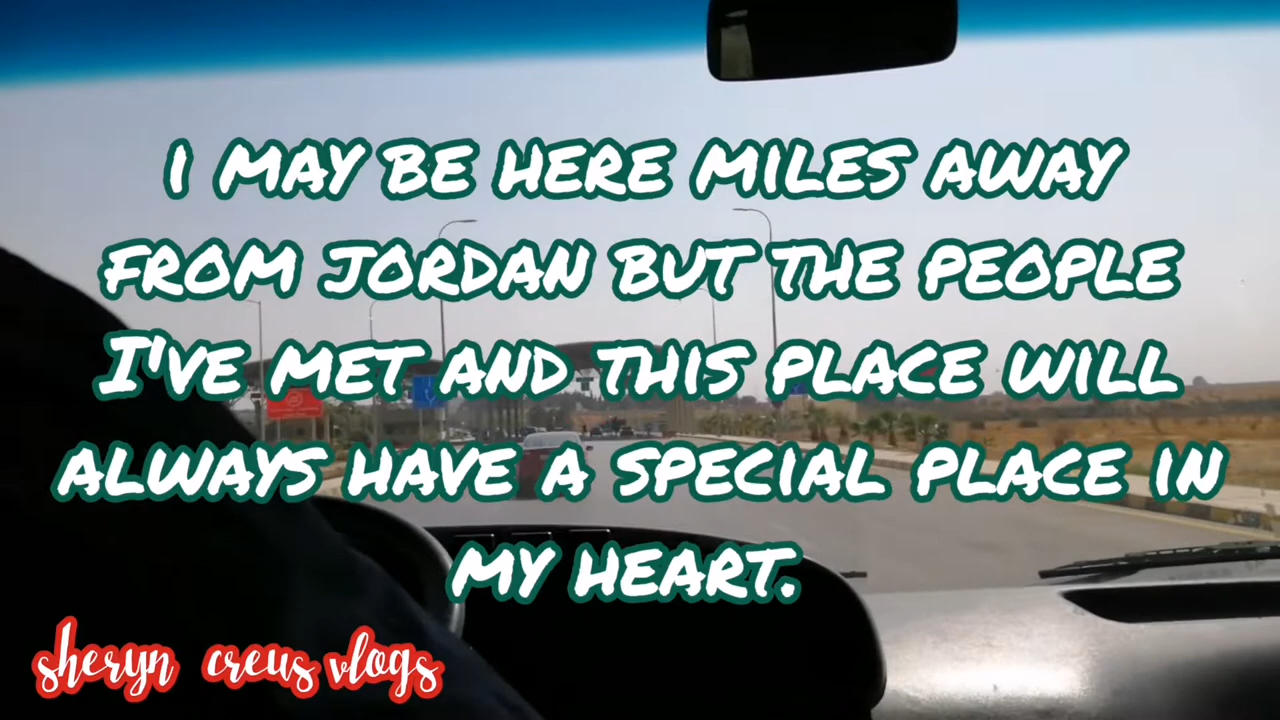 I MAY BE HERE MILES AWAY
FROM JORDAN BUT THE PEOPLE
I'VE MET AND THIS PLACE WILL
ALWAYS HAVE A SPECIAL PLACE IN
MY HEART.
sheryn creus vlogs